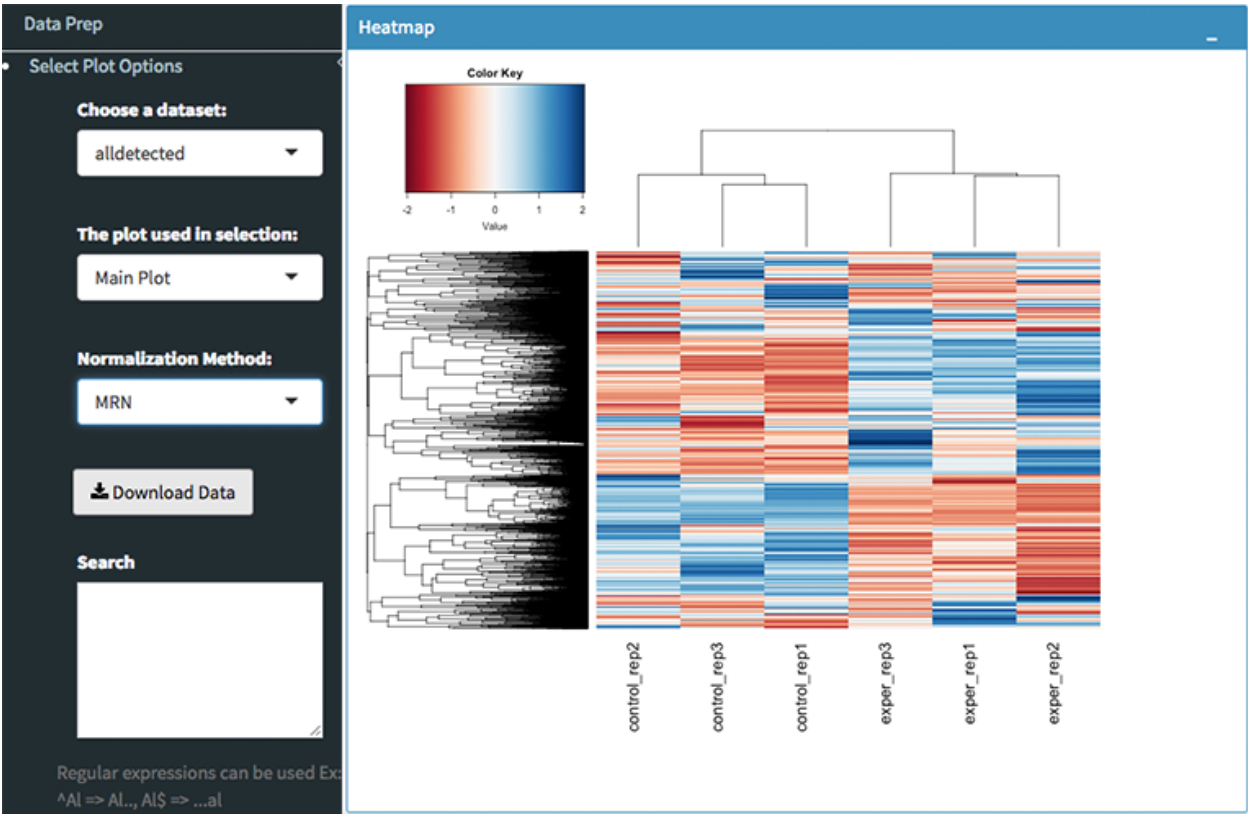 Data Prep
Select Plot Options
Choose a dataset:
alldetected
The plot used in selection:
Main Plot
Normalization Method:
MRN
Download Data
Search
Regular expressions can be used Ex:
^Al => Al.., Al$ => ...al
Heatmap
Color Key
-2 -1 0 1 2
Value
control_rep2
control_rep3
control_rep1
exper_rep3
exper_rep1
exper_rep2